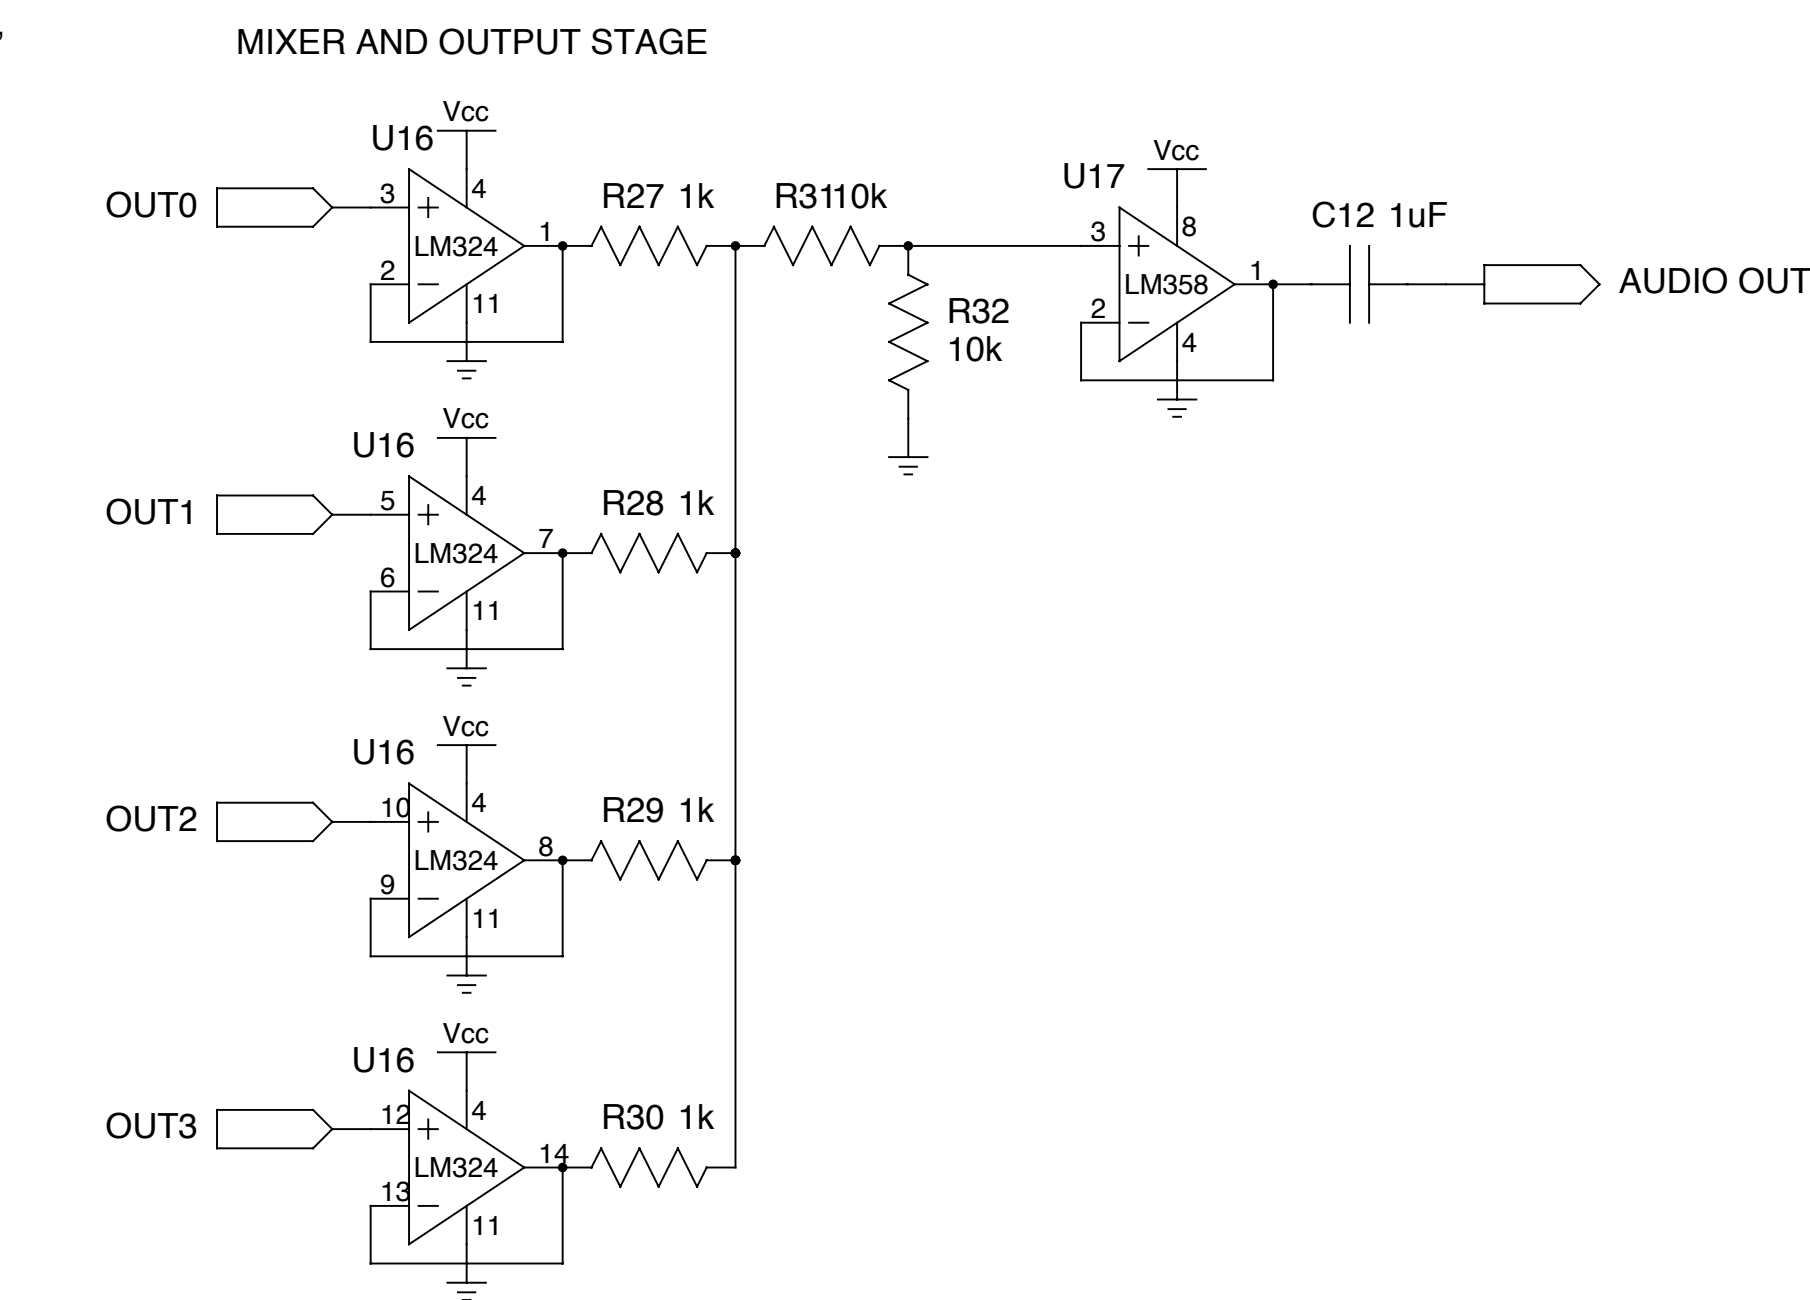 ,
MIXER AND OUTPUT STAGE
Vcc
U16
OUT0
3
+
4
LM324
2
−
11
1
R27 1k
R31 10k
R32
10k
Vcc
U17
3
+
8
LM358
2
−
4
1
C12 1uF
AUDIO OUT
Vcc
U16
OUT1
5
+
4
LM324
6
−
11
7
R28 1k
Vcc
U16
OUT2
10
+
4
LM324
9
−
11
8
R29 1k
Vcc
U16
OUT3
12
+
4
LM324
13
−
11
14
R30 1k